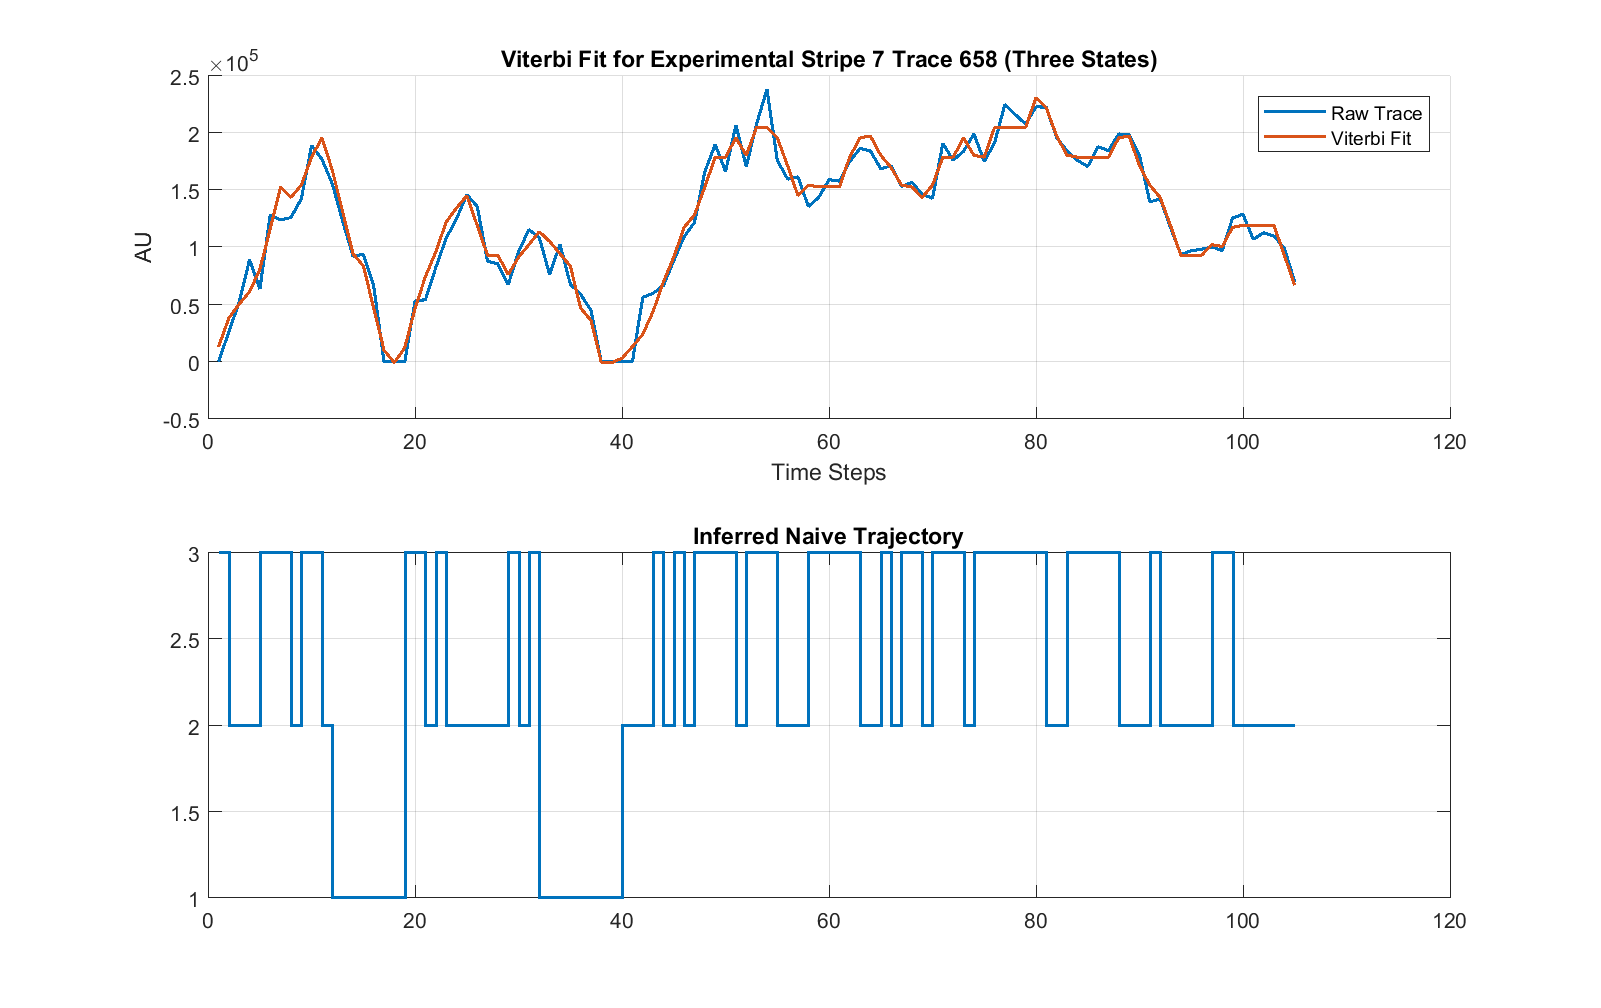 Viterbi Fit for Experimental Stripe 7 Trace 658 (Three States)
×10^5
2.5
2
1.5
1
0.5
0
-0.5
AU
Raw Trace
Viterbi Fit
0 20 40 60 80 100 120
Time Steps
Inferred Naive Trajectory
3
2.5
2
1.5
1
0 20 40 60 80 100 120